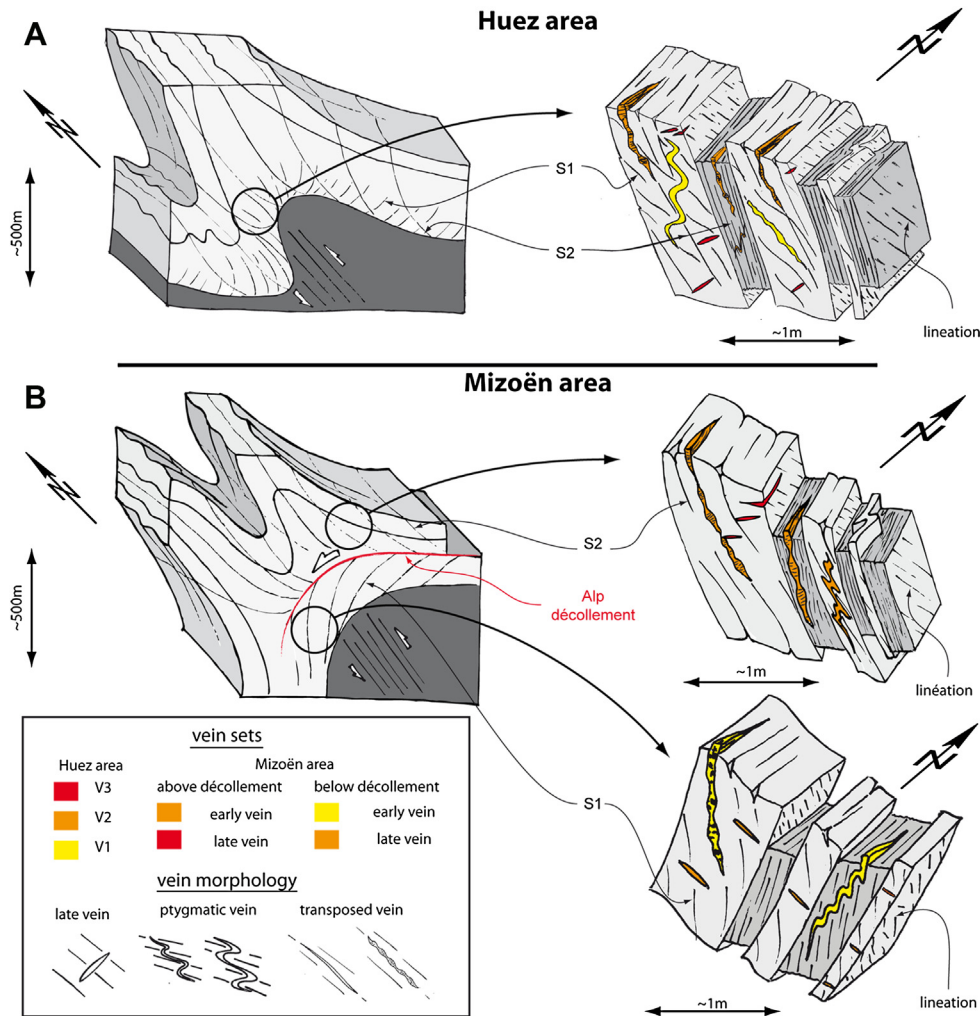 A
Huez area
N
N
~500m
S1
S2
lineation
~1m
B
Mizoën area
N
N
~500m
S2
Alp
décollement
~1m
linéation
vein sets
Huez area
Mizoën area
above décollement
below décollement
V3
early vein
early vein
V2
late vein
late vein
V1
S1
vein morphology
late vein
ptygmatic vein
transposed vein
N
~1m
lineation